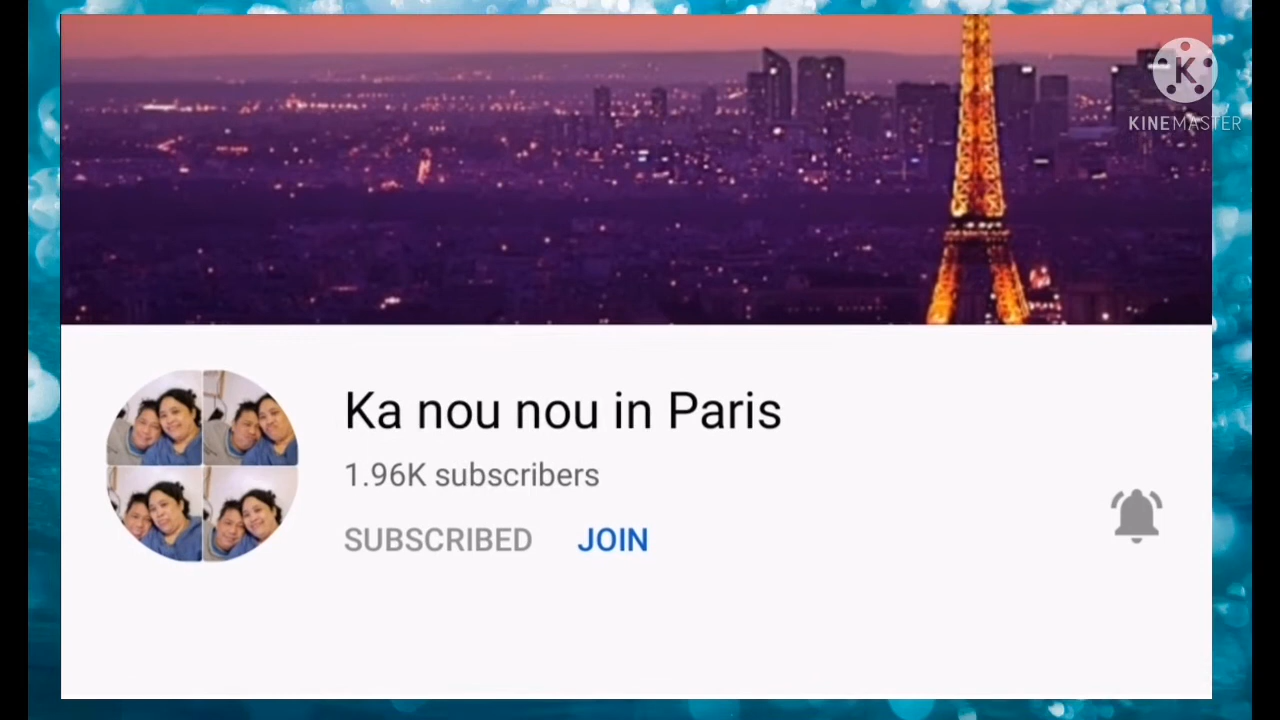 K
KINEMASTER
Ka nou nou in Paris
1.96K subscribers
SUBSCRIBED JOIN